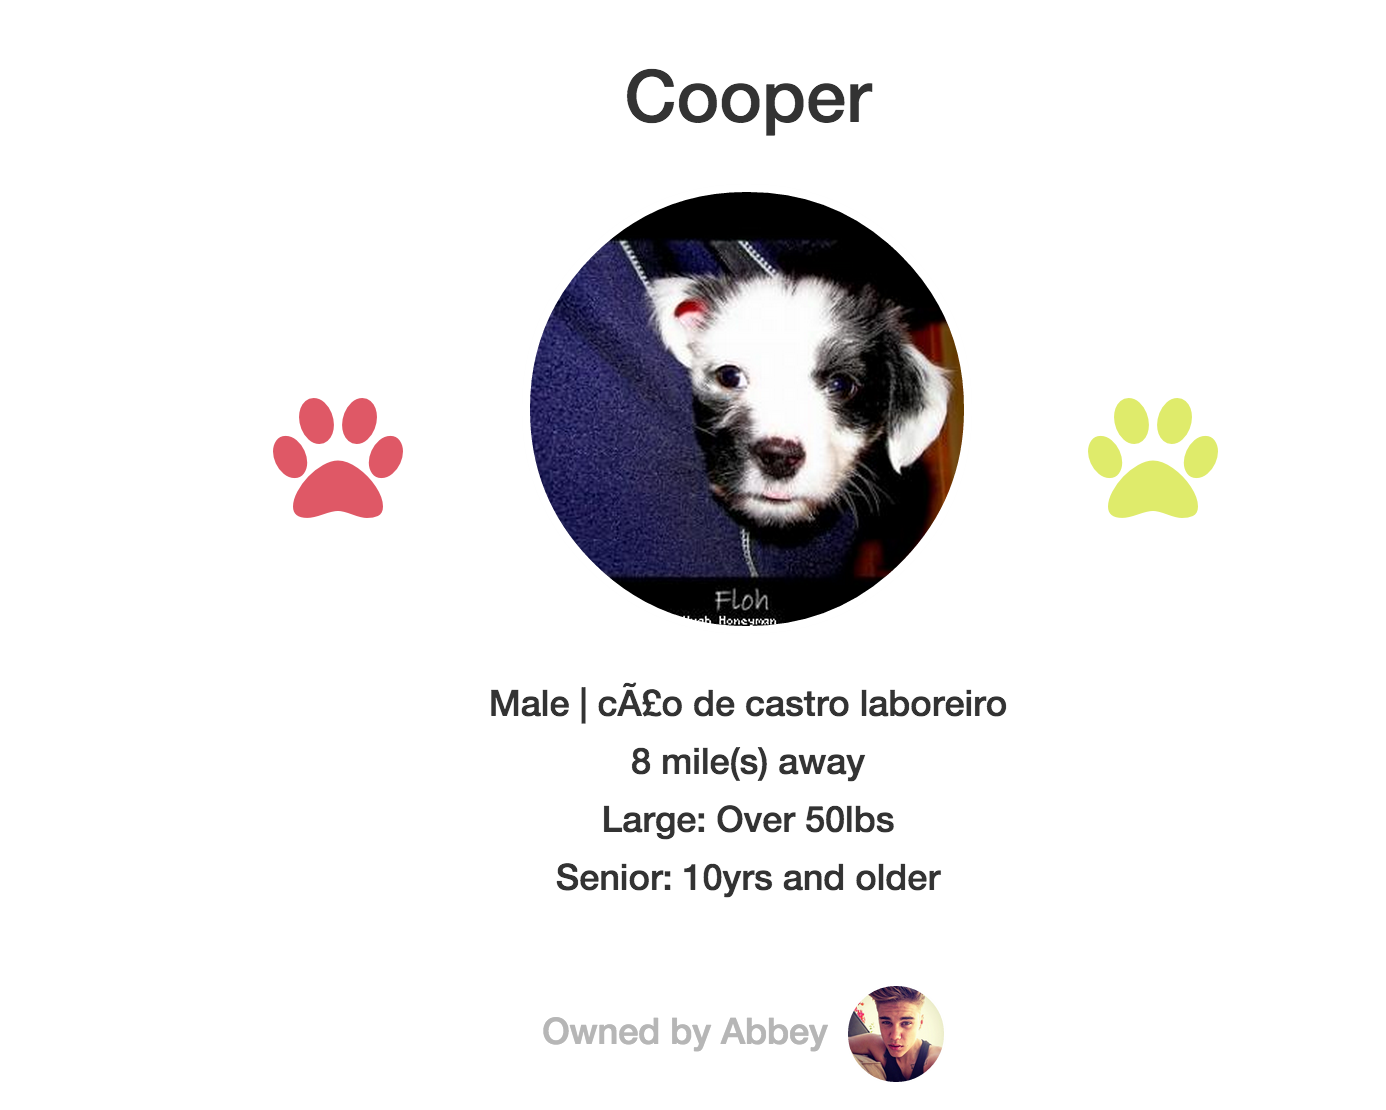 Cooper
Floh
Honeyman
Male | cÃ£o de castro laboreiro
8 mile(s) away
Large: Over 50lbs
Senior: 10yrs and older
Owned by Abbey